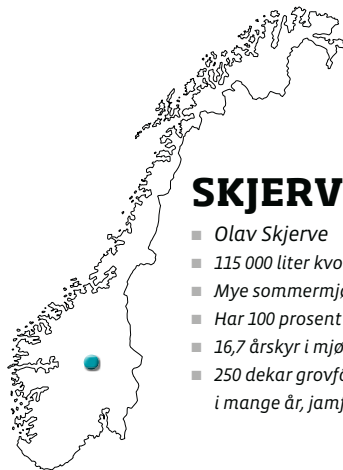 SKJERV
Olav Skjerve
115 000 liter kvo
Mye sommermjø
Har 100 prosent
16,7 årskyr i mjø
250 dekar grovfô
i mange år, jamf